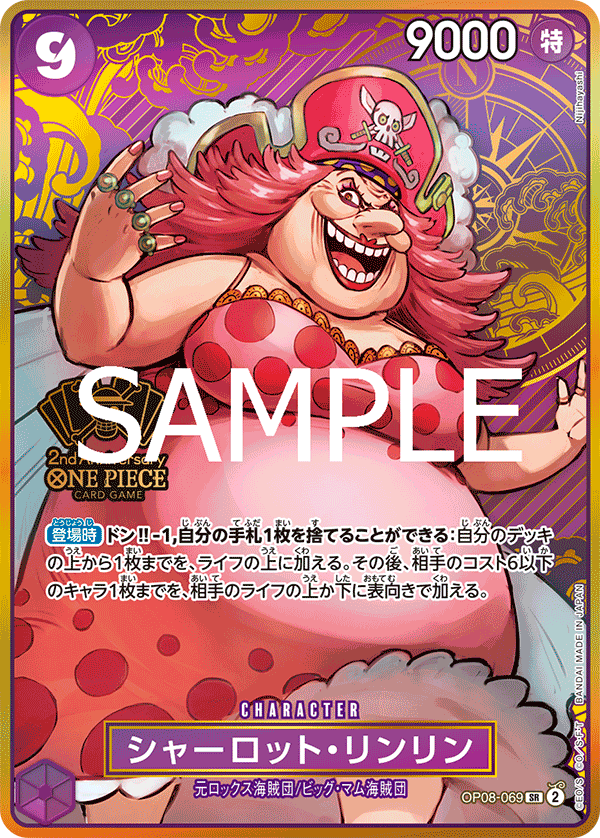 9
9000 特
Nijihayashi
SAMPLE
2nd Anniversary
ONE PIECE
CARD GAME
登場時 ドン!!-1,自分の手札1枚を捨てることができる:自分のデッキ
の上から1枚までを、ライフの上に加える。その後、相手のコスト6以下
のキャラ1枚までを、相手のライフの上か下に表向きで加える。
CHARACTER
シャーロット・リンリン
元ロックス海賊団/ビッグ・マム海賊団
OP08-069 SR 2
©E.O./S. ©O./S.・F・T BANDAI MADE IN JAPAN